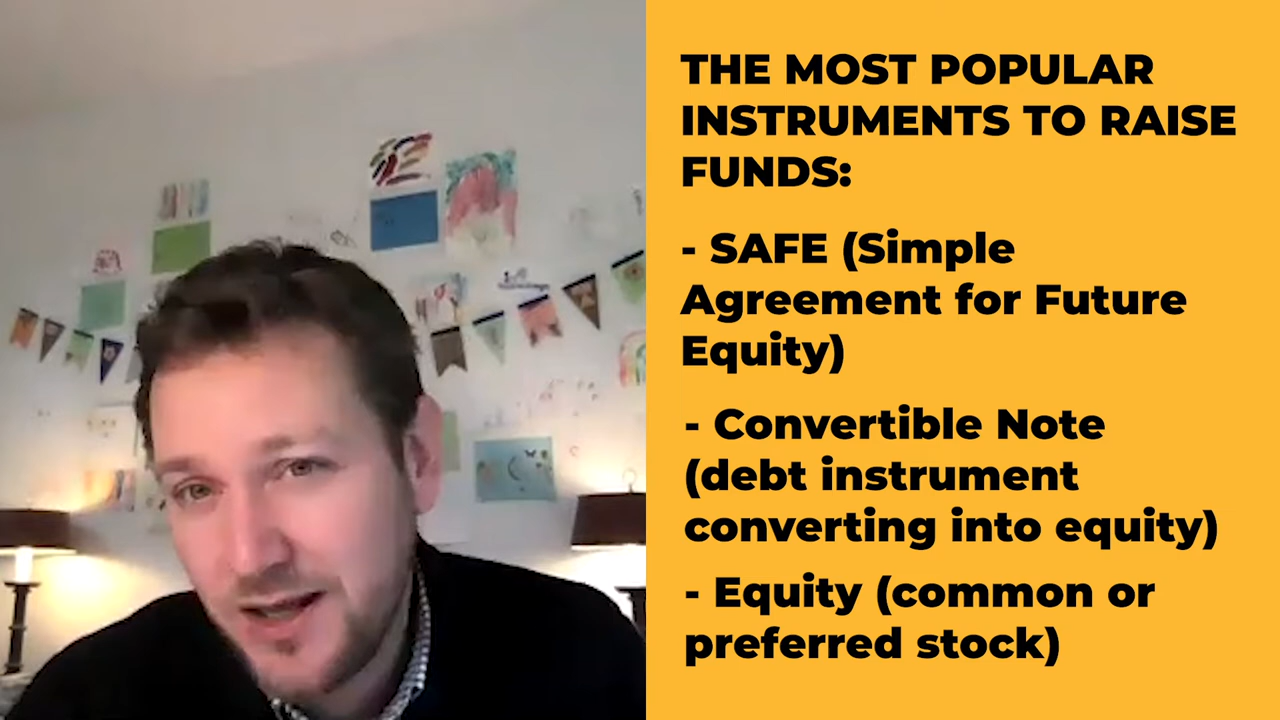 THE MOST POPULAR
INSTRUMENTS TO RAISE
FUNDS:
- SAFE (Simple
Agreement for Future
Equity)
- Convertible Note
(debt instrument
converting into equity)
- Equity (common or
preferred stock)